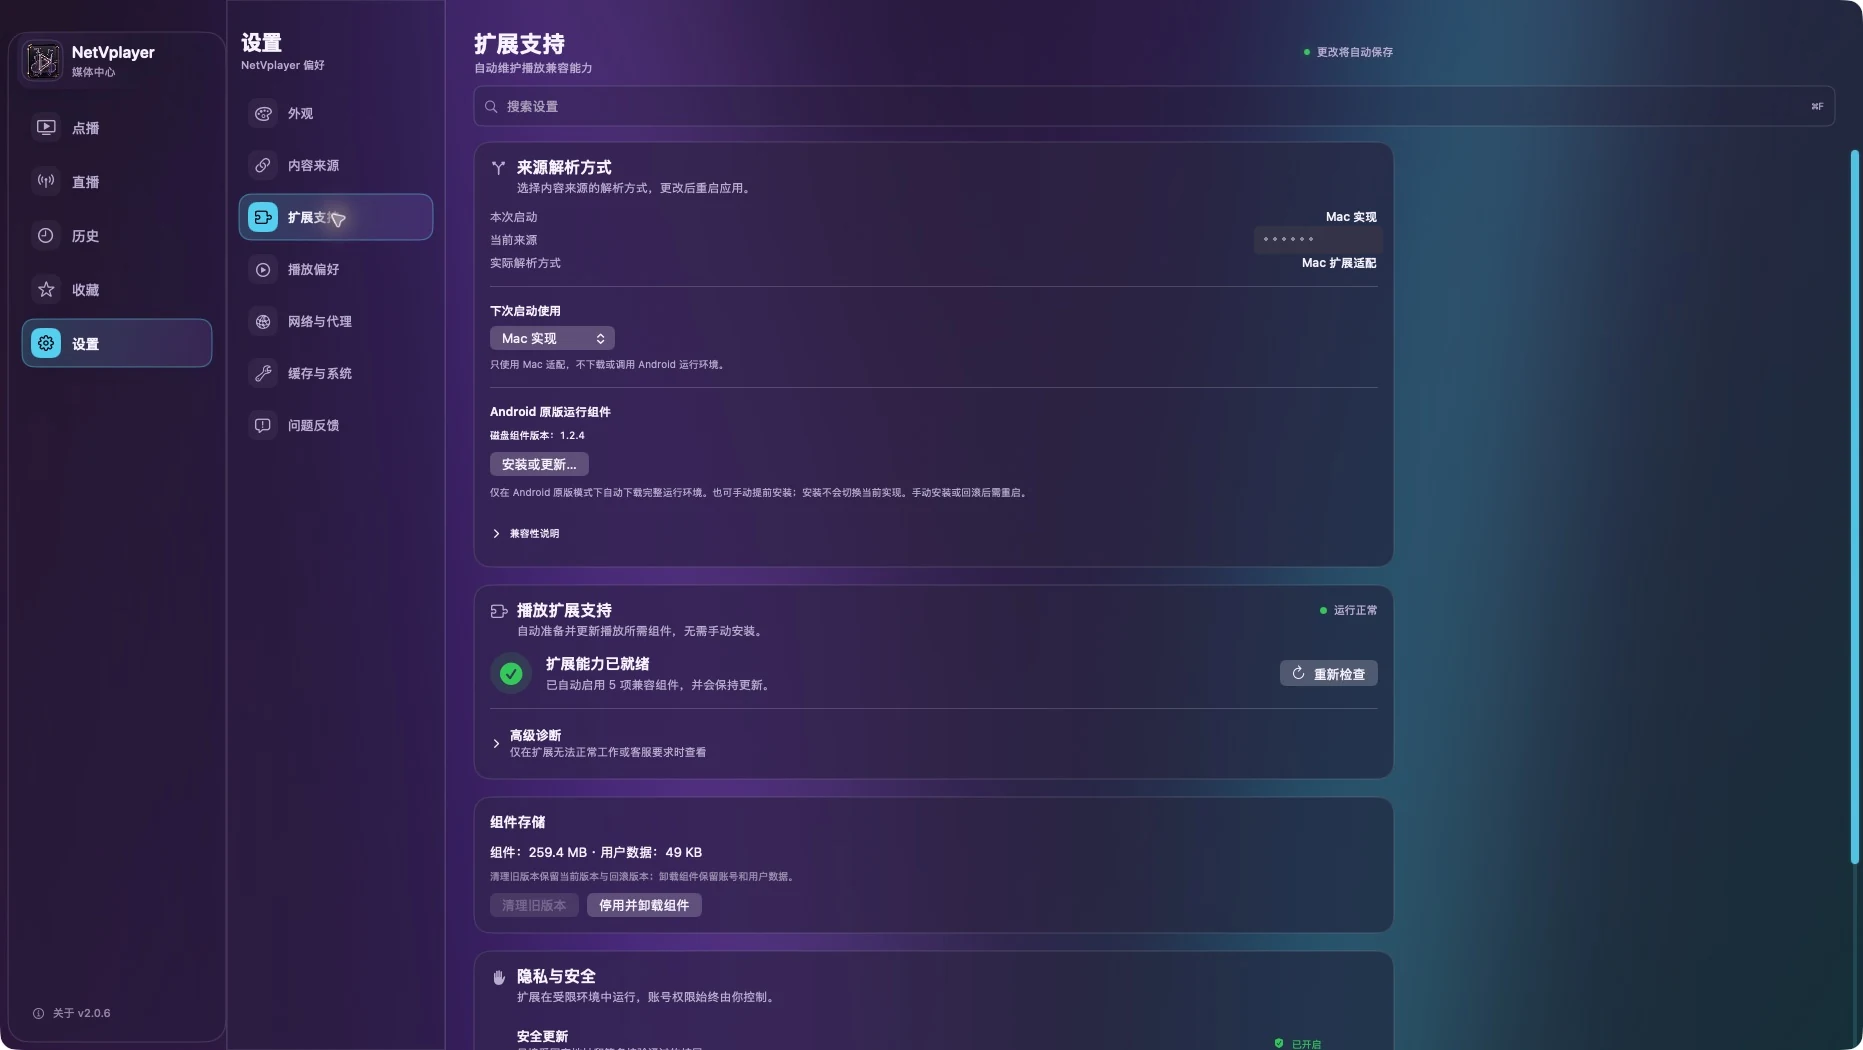 NetVplayer
媒体中心
点播
直播
历史
收藏
设置
关于 v2.0.6
设置
NetVplayer 偏好
外观
内容来源
扩展支
播放偏好
网络与代理
缓存与系统
问题反馈
扩展支持
自动维护播放兼容能力
更改将自动保存
搜索设置
⌘F
来源解析方式
选择内容来源的解析方式，更改后重启应用。
本次启动
Mac 实现
当前来源
实际解析方式
Mac 扩展适配
下次启动使用
Mac 实现
只使用 Mac 适配，不下载或调用 Android 运行环境。
Android 原版运行组件
磁盘组件版本：1.2.4
安装或更新...
仅在 Android 原版模式下自动下载完整运行环境。也可手动提前安装；安装不会切换当前实现。手动安装或回滚后需重启。
兼容性说明
播放扩展支持
运行正常
自动准备并更新播放所需组件，无需手动安装。
扩展能力已就绪
已自动启用 5 项兼容组件，并会保持更新。
重新检查
高级诊断
仅在扩展无法正常工作或客服要求时查看
组件存储
组件：259.4 MB · 用户数据：49 KB
清理旧版本保留当前版本与回滚版本；卸载组件保留账号和用户数据。
清理旧版本
停用并卸载组件
隐私与安全
扩展在受限环境中运行，账号权限始终由你控制。
安全更新
已开启